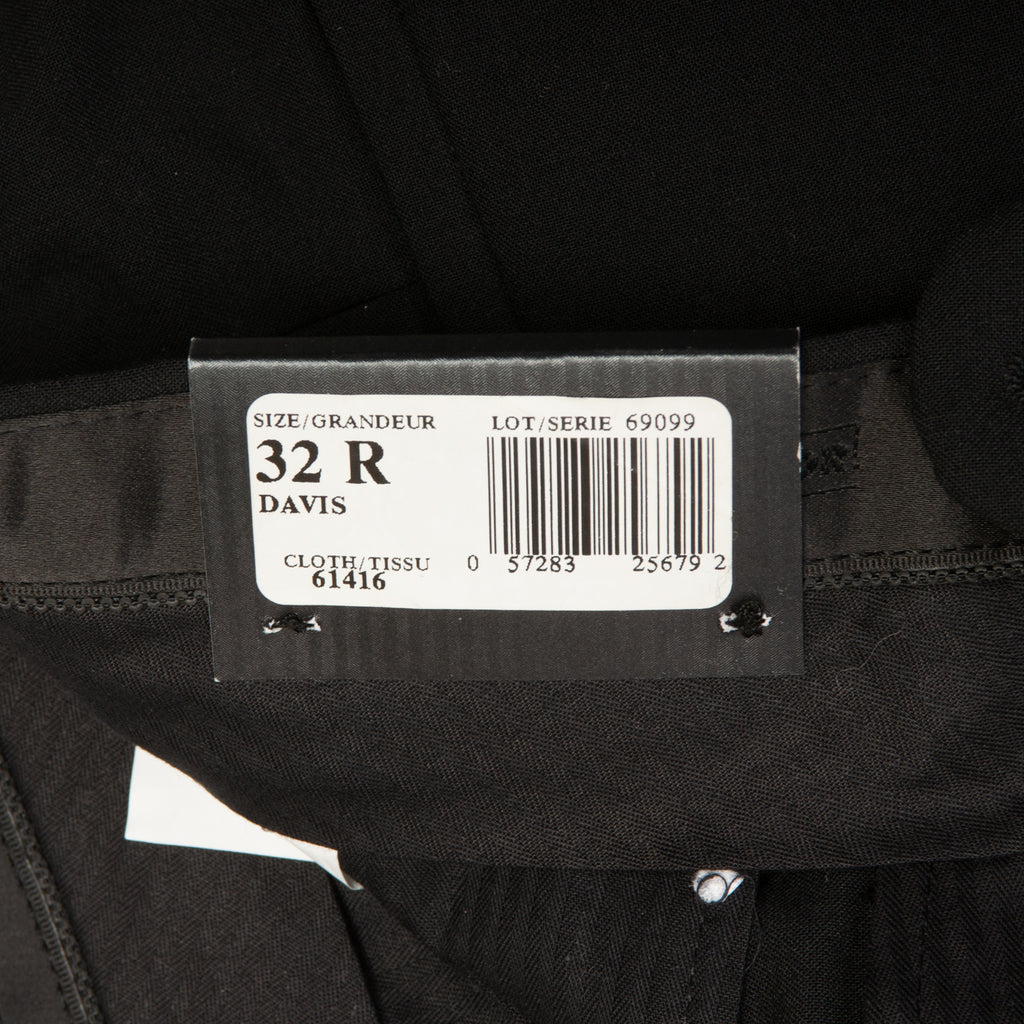 SIZE/GRANDEUR
32 R
DAVIS
LOT/SERIE 69099
CLOTH/TISSU
61416
0 57283 25679 2